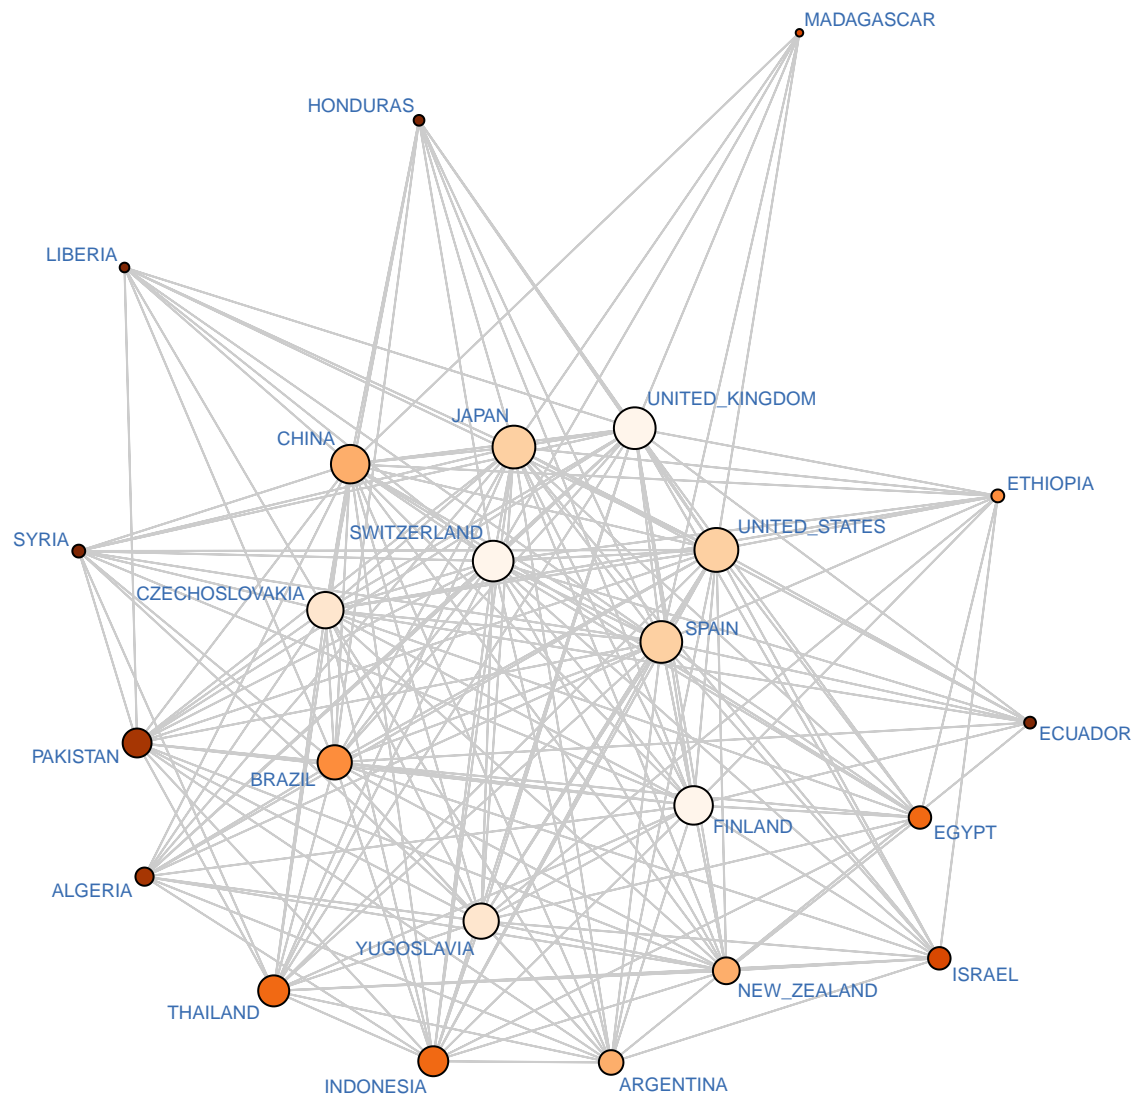 MADAGASCAR
HONDURAS
LIBERIA
UNITED_KINGDOM
JAPAN
CHINA
ETHIOPIA
UNITED_STATES
SWITZERLAND
SYRIA
CZECHOSLOVAKIA
SPAIN
ECUADOR
PAKISTAN
BRAZIL
FINLAND
EGYPT
ALGERIA
YUGOSLAVIA
ISRAEL
NEW_ZEALAND
THAILAND
INDONESIA
ARGENTINA